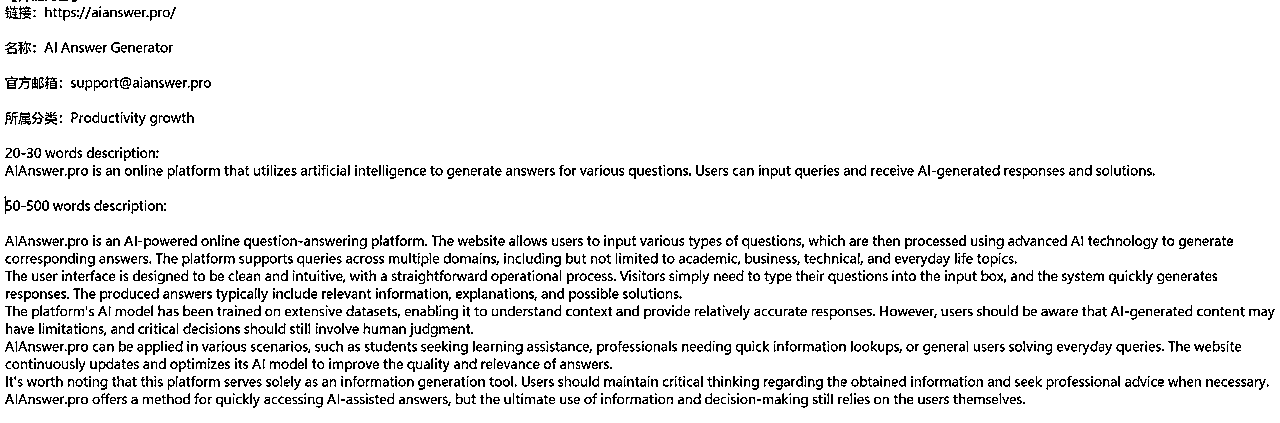 链接：https://aianswer.pro/
名称：AI Answer Generator
官方邮箱：support@aianswer.pro
所属分类：Productivity growth
20-30 words description:
AIAnswer.pro is an online platform that utilizes artificial intelligence to generate answers for various questions. Users can input queries and receive AI-generated responses and solutions.
50-500 words description:
AIAnswer.pro is an AI-powered online question-answering platform. The website allows users to input various types of questions, which are then processed using advanced AI technology to generate
corresponding answers. The platform supports queries across multiple domains, including but not limited to academic, business, technical, and everyday life topics.
The user interface is designed to be clean and intuitive, with a straightforward operational process. Visitors simply need to type their questions into the input box, and the system quickly generates
responses. The produced answers typically include relevant information, explanations, and possible solutions.
The platform's AI model has been trained on extensive datasets, enabling it to understand context and provide relatively accurate responses. However, users should be aware that AI-generated content may
have limitations, and critical decisions should still involve human judgment.
AIAnswer.pro can be applied in various scenarios, such as students seeking learning assistance, professionals needing quick information lookups, or general users solving everyday queries. The website
continuously updates and optimizes its AI model to improve the quality and relevance of answers.
It's worth noting that this platform serves solely as an information generation tool. Users should maintain critical thinking regarding the obtained information and seek professional advice when necessary.
AIAnswer.pro offers a method for quickly accessing AI-assisted answers, but the ultimate use of information and decision-making still relies on the users themselves.